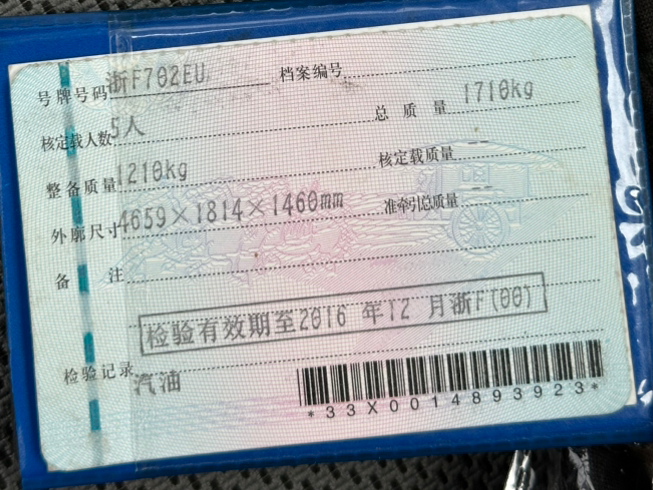 号牌号码 浙F702EU 档案编号
核定载人数 5人 总质量 1710kg
整备质量 1210kg 核定载质量 --
外廓尺寸 4659×1814×1460mm 准牵引总质量 --
备注
检验有效期至2016年12月浙F(00)
检验记录
汽油
*33X0014893923*